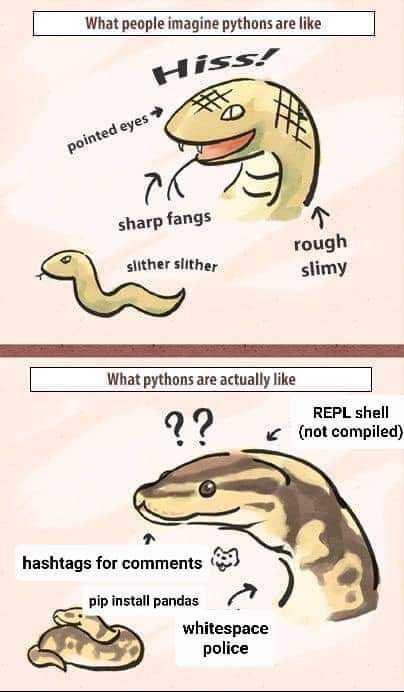 What people imagine pythons are like
Hiss!
pointed eyes
sharp fangs
rough
slimy
slither slither
What pythons are actually like
??
REPL shell
(not compiled)
hashtags for comments
pip install pandas
whitespace
police